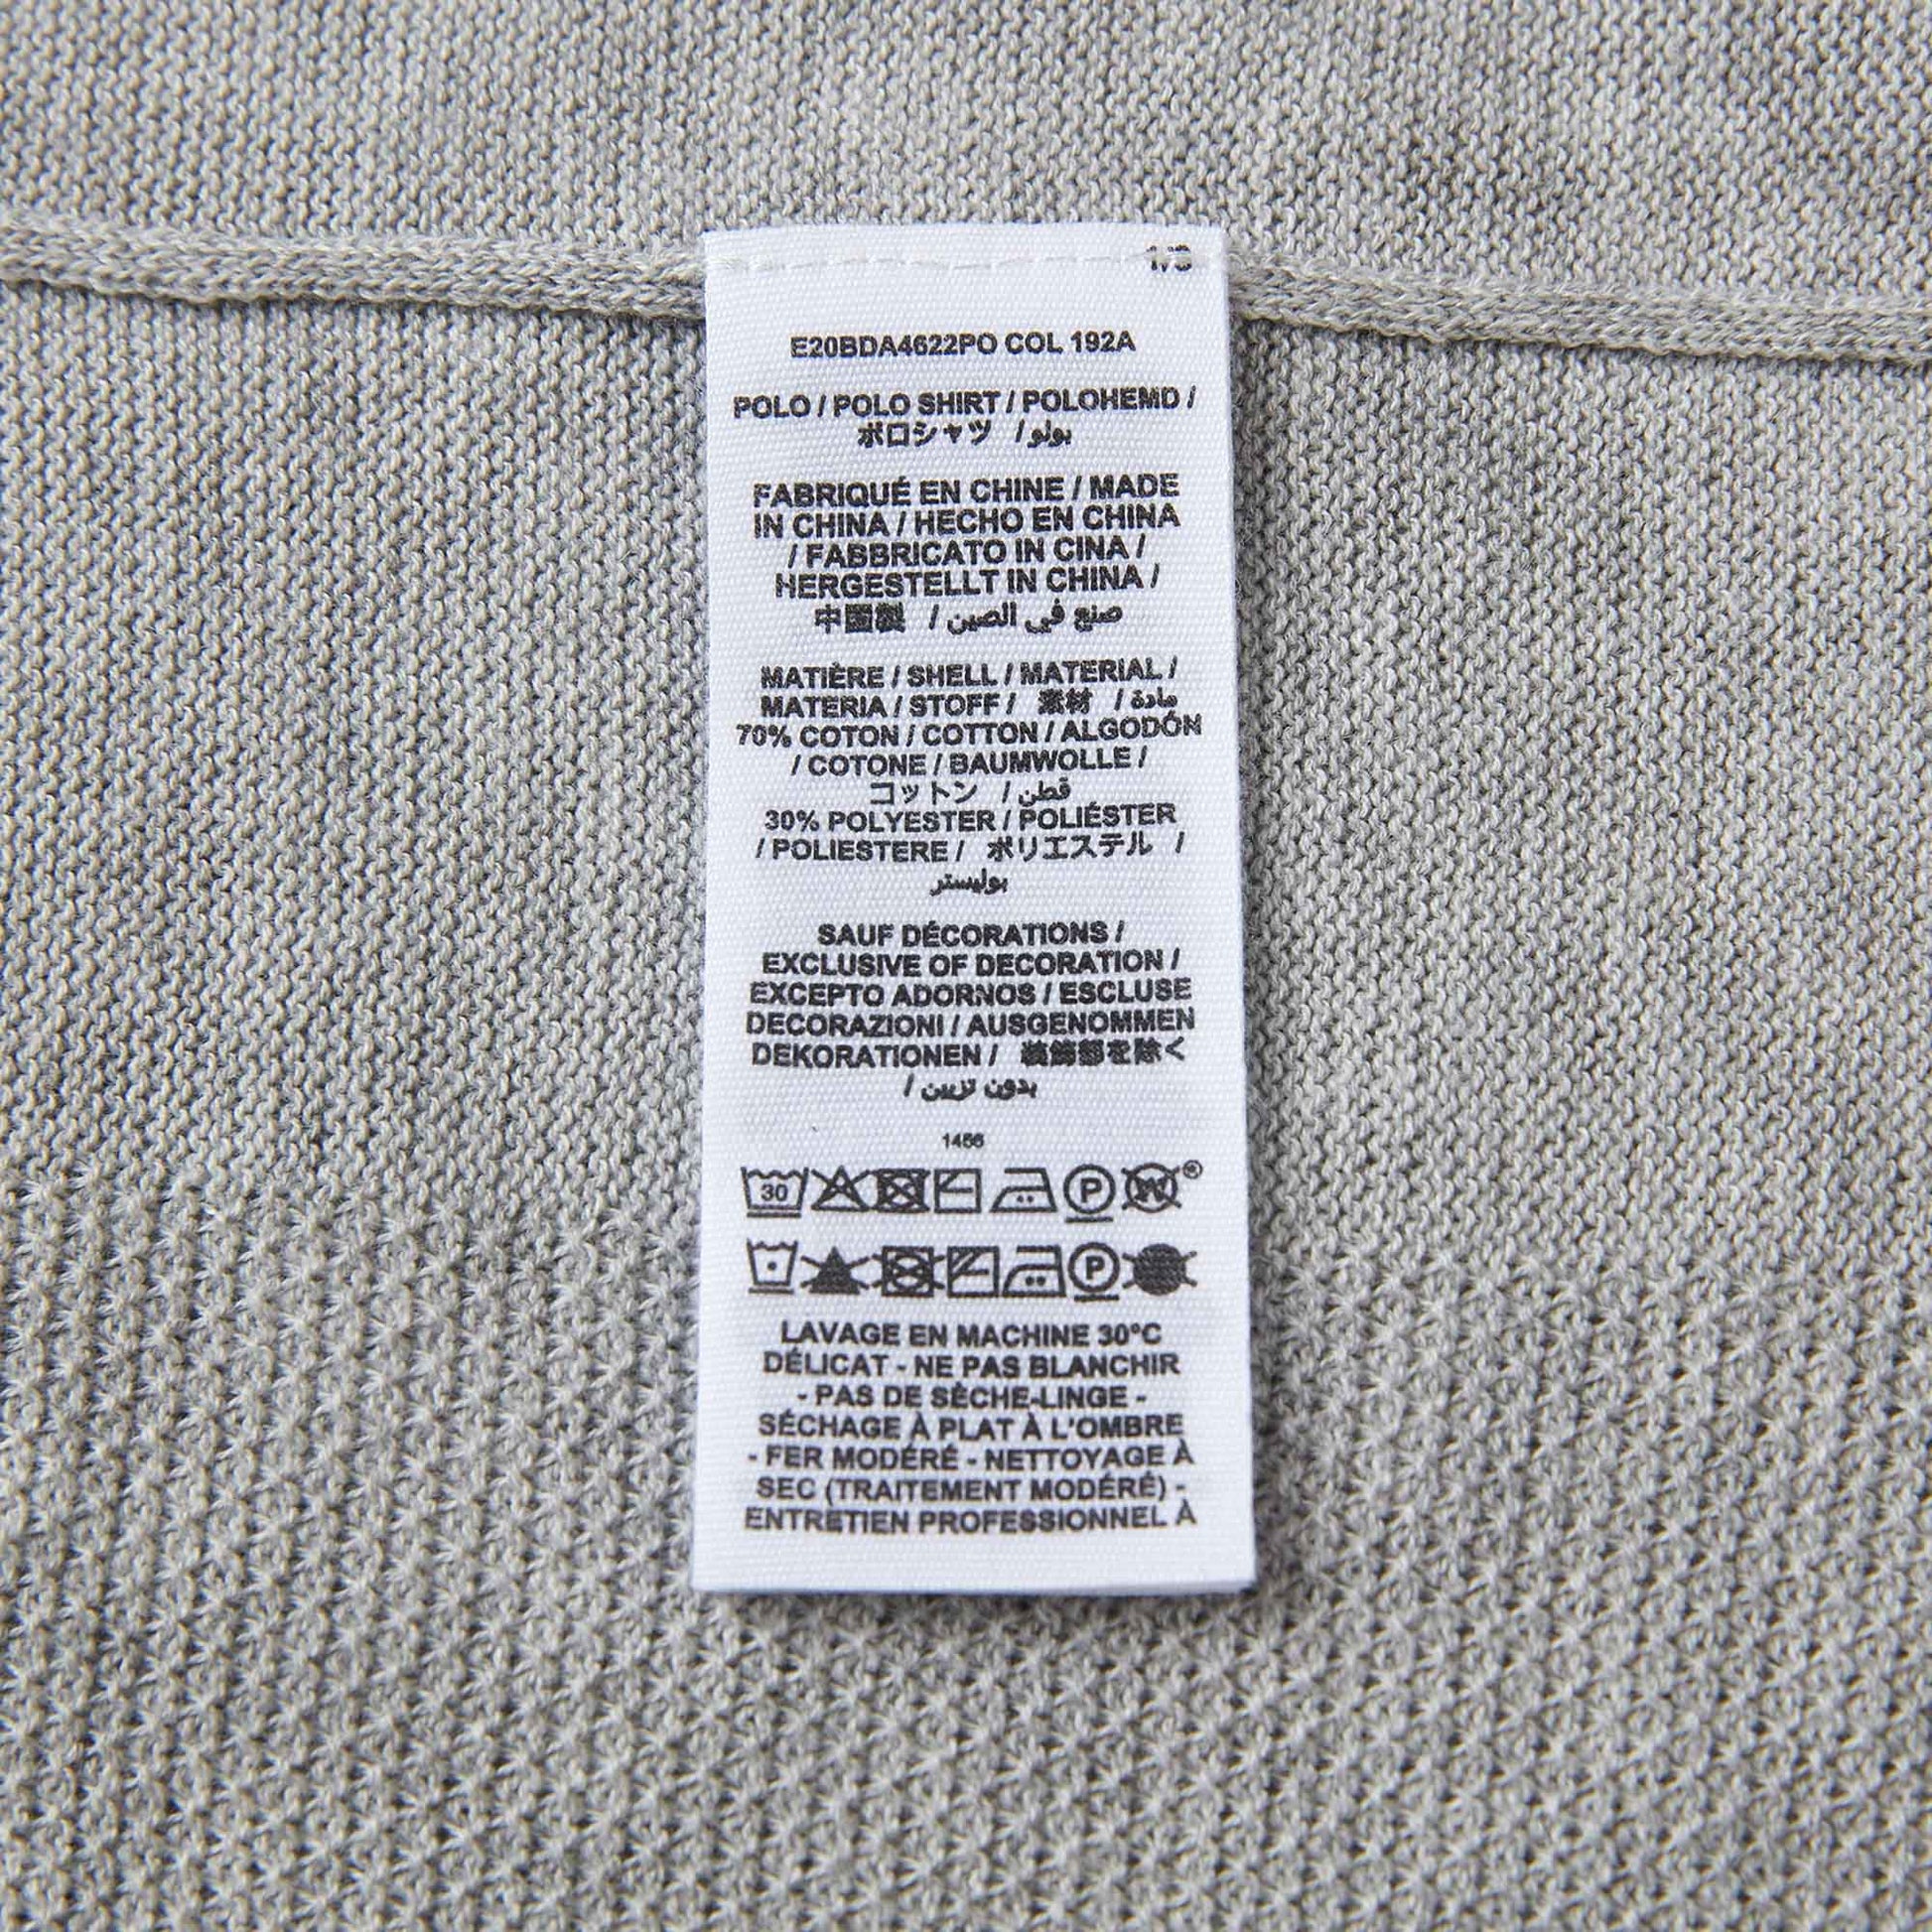 E20BDA4622PO COL 192A
POLO / POLO SHIRT / POLOHEMD /
ポロシャツ / بولو
FABRIQUÉ EN CHINE / MADE
IN CHINA / HECHO EN CHINA
/ FABBRICATO IN CINA /
HERGESTELLT IN CHINA /
中国製 / صنع في الصين
MATIÈRE / SHELL / MATERIAL /
MATERIA / STOFF / 素材 / مادة
70% COTON / COTTON / ALGODÓN
/ COTONE / BAUMWOLLE /
コットン / قطن
30% POLYESTER / POLIÉSTER
/ POLIESTERE / ポリエステル /
بوليستر
SAUF DÉCORATIONS /
EXCLUSIVE OF DECORATION /
EXCEPTO ADORNOS / ESCLUSE
DECORAZIONI / AUSGENOMMEN
DEKORATIONEN / 装飾部を除く
/ بدون تزيين
1466
30 P W ®
P
LAVAGE EN MACHINE 30°C
DÉLICAT - NE PAS BLANCHIR
- PAS DE SÈCHE-LINGE -
SÉCHAGE À PLAT À L'OMBRE
- FER MODÉRÉ - NETTOYAGE À
SEC (TRAITEMENT MODÉRÉ) -
ENTRETIEN PROFESSIONNEL À